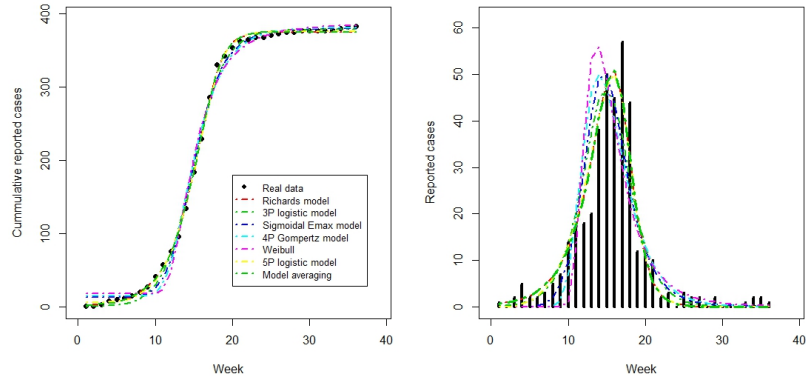 Cummulative reported cases
400
300
200
100
0
Real data
Richards model
3P logistic model
Sigmoidal Emax model
4P Gompertz model
Weibull
5P logistic model
Model averaging
0 10 20 30 40
Week
Reported cases
60
50
40
30
20
10
0
0 10 20 30 40
Week